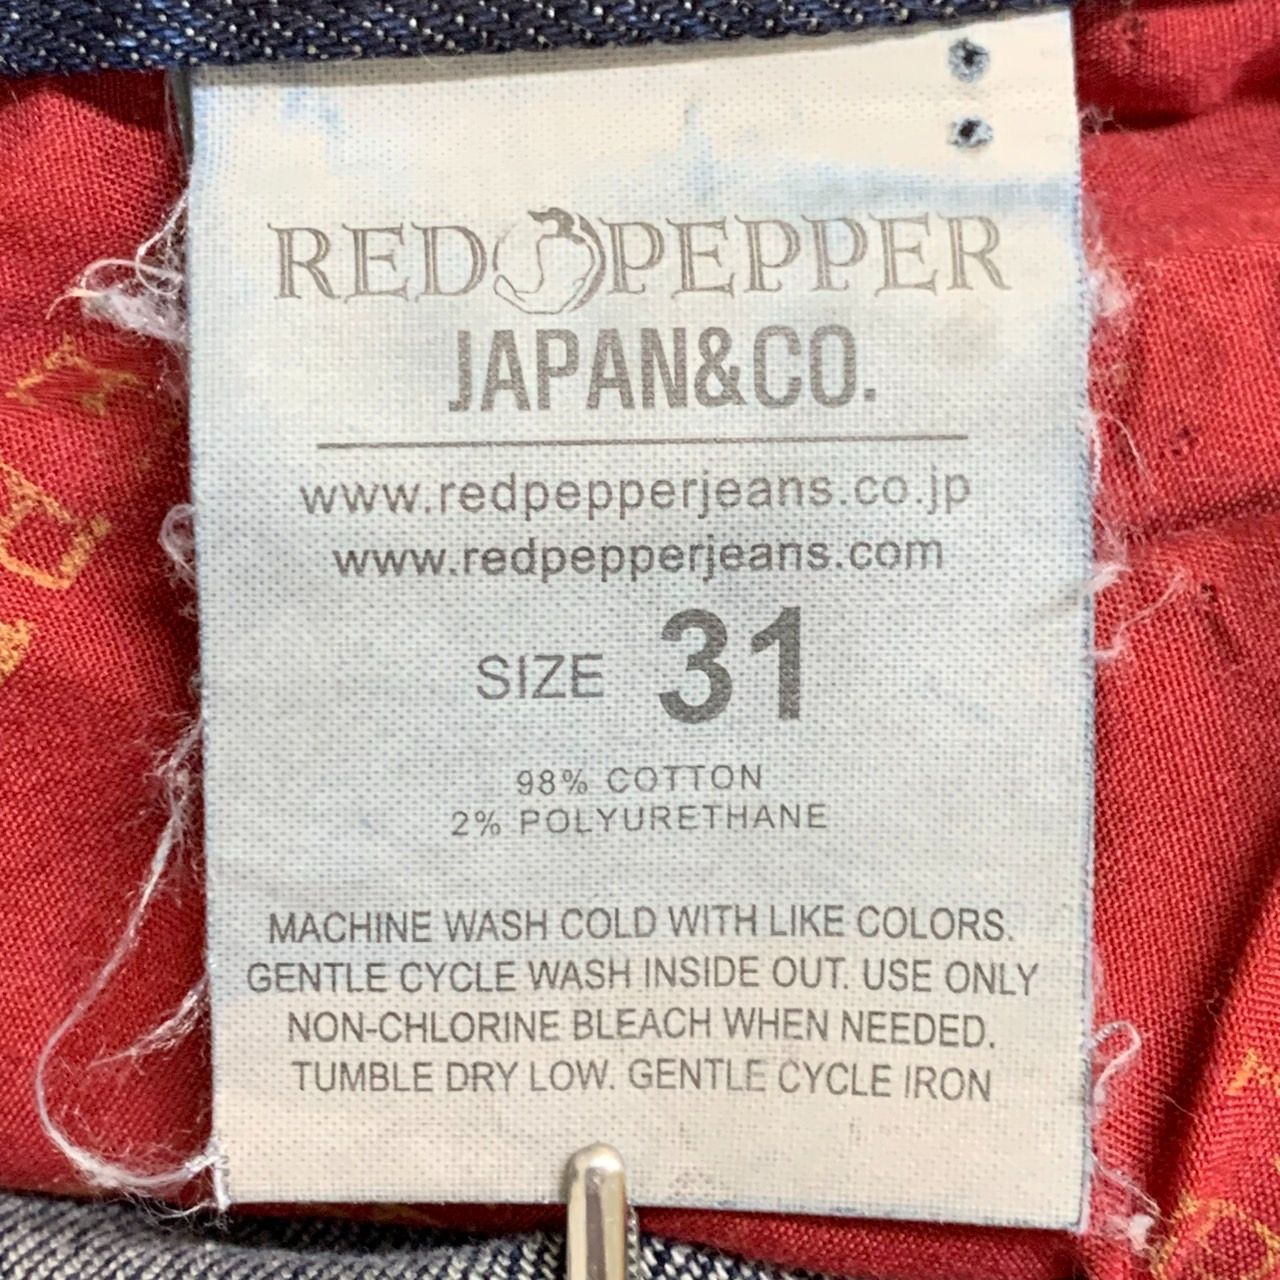 RED PEPPER
JAPAN&CO.
www.redpepperjeans.co.jp
www.redpepperjeans.com
SIZE 31
98% COTTON
2% POLYURETHANE
MACHINE WASH COLD WITH LIKE COLORS.
GENTLE CYCLE WASH INSIDE OUT. USE ONLY
NON-CHLORINE BLEACH WHEN NEEDED.
TUMBLE DRY LOW. GENTLE CYCLE IRON